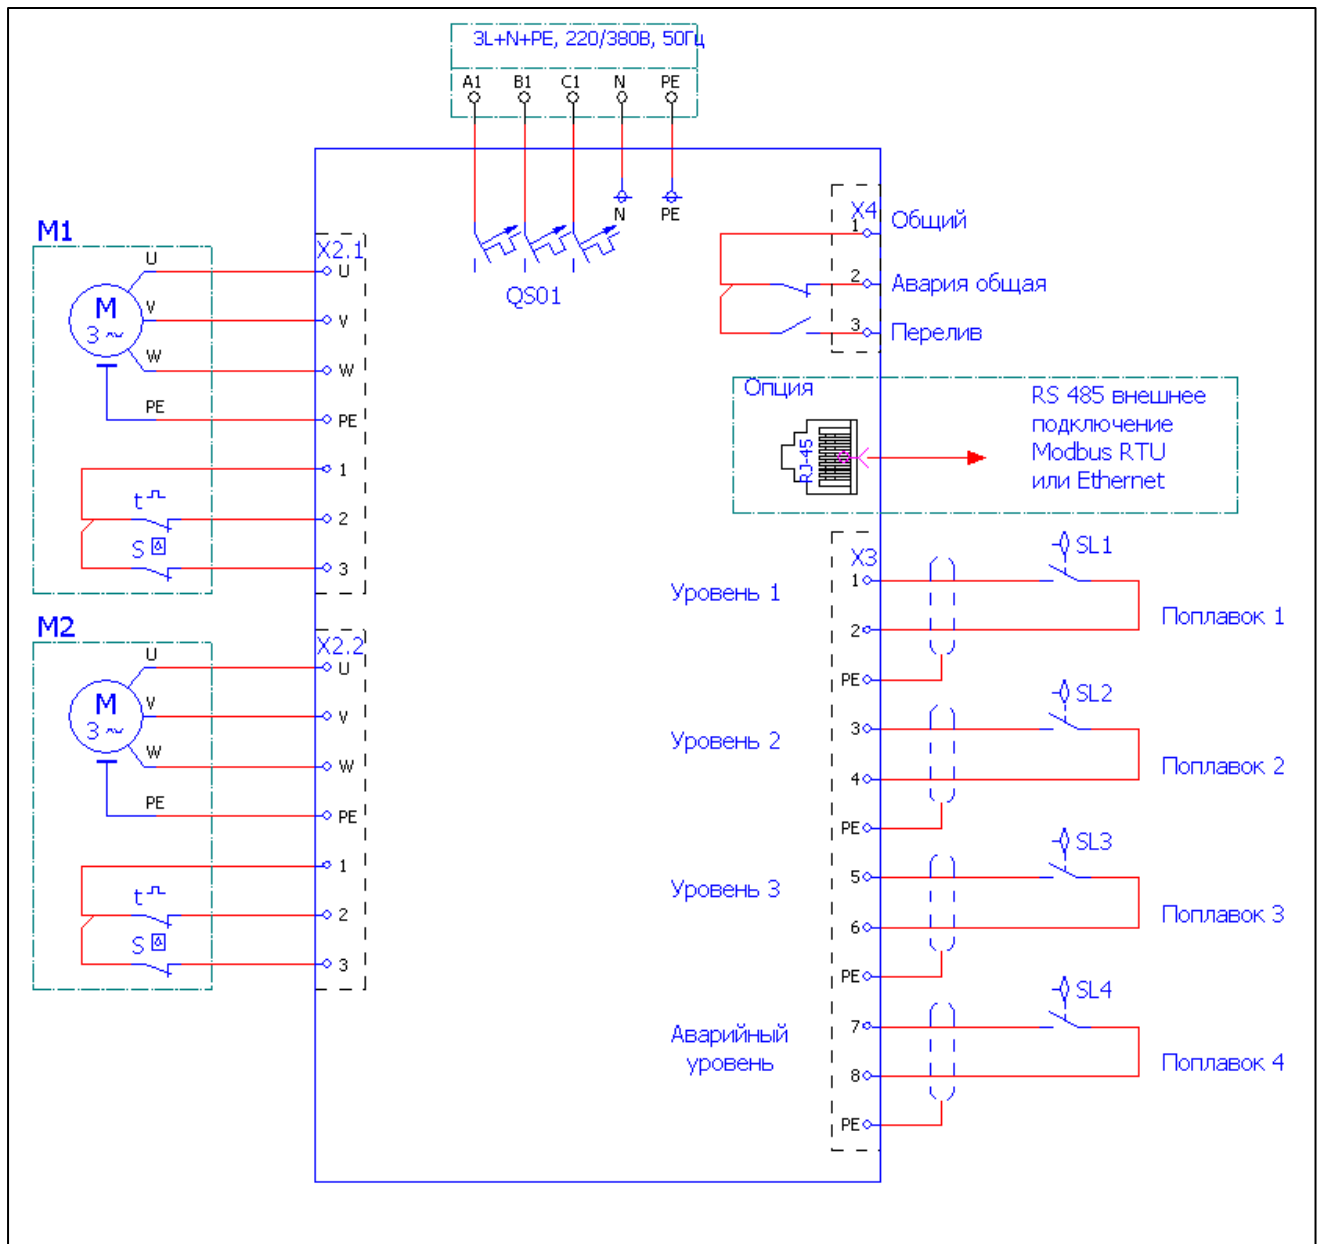 3L+N+PE, 220/380В, 50Гц
A1 B1 C1 N PE
N PE
QS01
M1
U
V
W
PE
M
3 ~
t
S
X2.1
U
V
W
PE
1
2
3
M2
U
V
W
PE
M
3 ~
t
S
X2.2
U
V
W
PE
1
2
3
X4
1 Общий
2 Авария общая
3 Перелив
Опция
RJ-45
RS 485 внешнее
подключение
Modbus RTU
или Ethernet
X3
Уровень 1
1
2
PE
SL1
Поплавок 1
Уровень 2
3
4
PE
SL2
Поплавок 2
Уровень 3
5
6
PE
SL3
Поплавок 3
Аварийный
уровень
7
8
PE
SL4
Поплавок 4